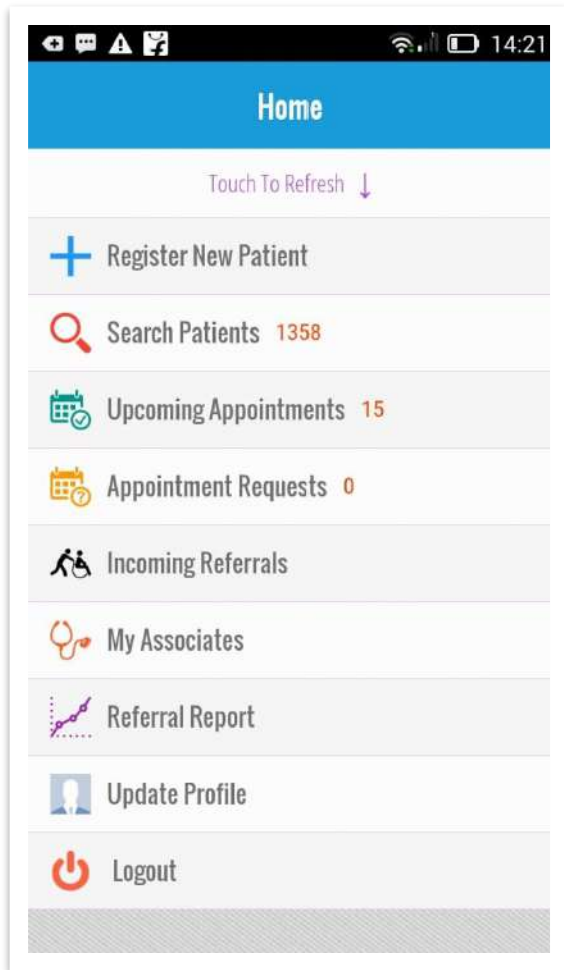 14:21
Home
Touch To Refresh ↓
Register New Patient
Search Patients 1358
Upcoming Appointments 15
Appointment Requests 0
Incoming Referrals
My Associates
Referral Report
Update Profile
Logout